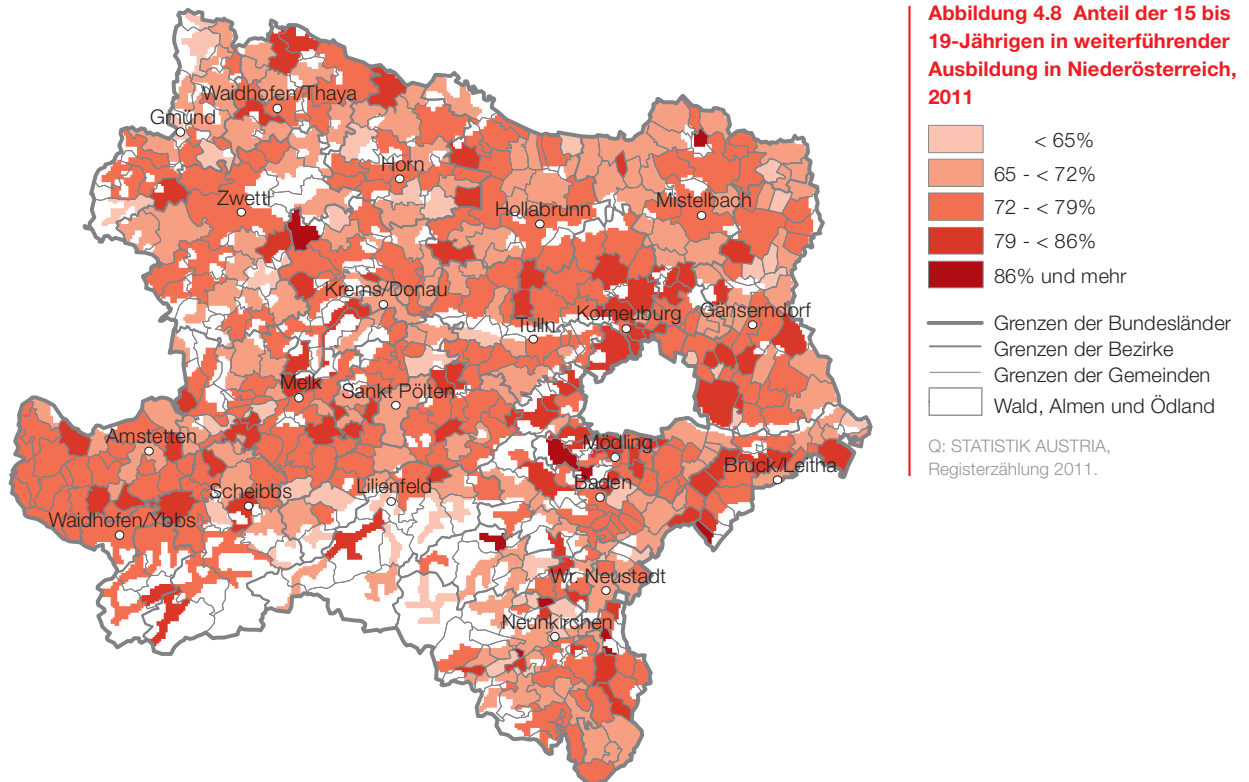 Abbildung 4.8 Anteil der 15 bis
19-Jährigen in weiterführender
Ausbildung in Niederösterreich,
2011
< 65%
65 - < 72%
72 - < 79%
79 - < 86%
86% und mehr
Grenzen der Bundesländer
Grenzen der Bezirke
Grenzen der Gemeinden
Wald, Almen und Ödland
Q: STATISTIK AUSTRIA,
Registerzählung 2011.
Waidhofen/Thaya
Gmünd
Horn
Zwettl
Hollabrunn
Mistelbach
Krems/Donau
Korneuburg
Gänserndorf
Tulln
Melk
Sankt Pölten
Amstetten
Mödling
Bruck/Leitha
Scheibbs
Lilienfeld
Baden
Waidhofen/Ybbs
Wr. Neustadt
Neunkirchen